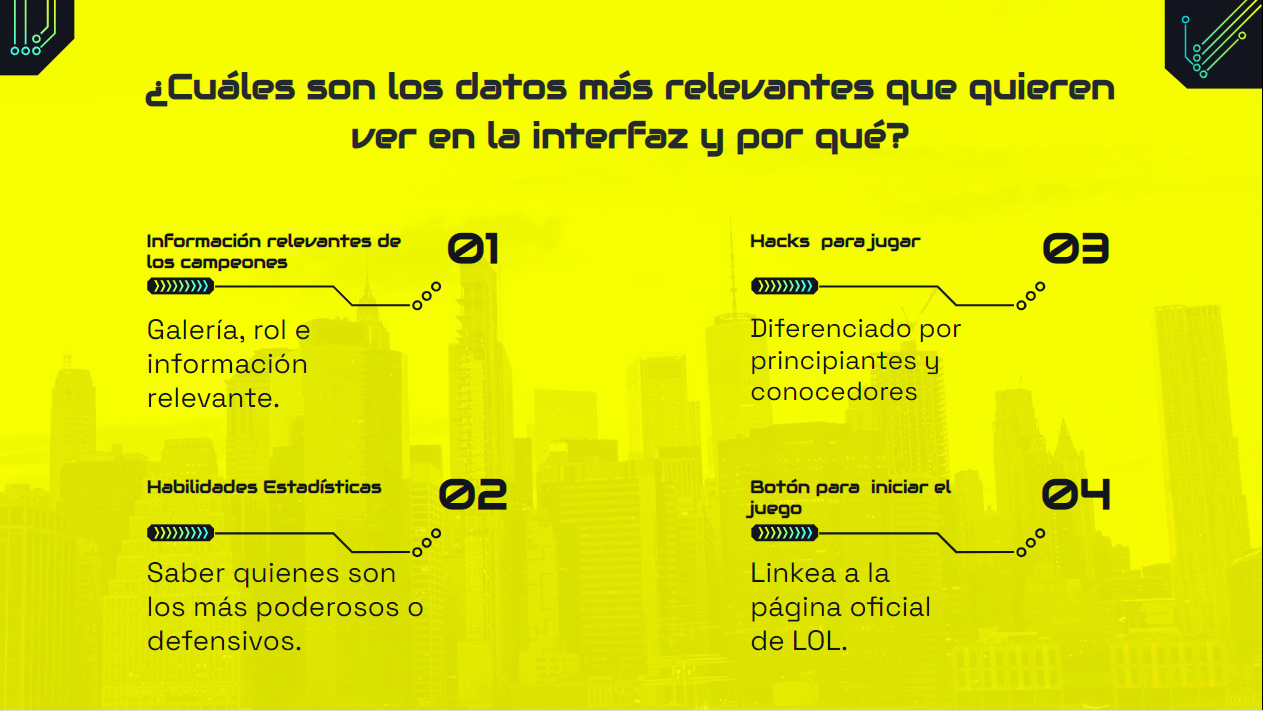 ¿Cuáles son los datos más relevantes que quieren
ver en la interfaz y por qué?
Información relevantes de
los campeones
01
Galería, rol e
información
relevante.
Habilidades Estadísticas
02
Saber quienes son
los más poderosos o
defensivos.
Hacks para jugar
03
Diferenciado por
principiantes y
conocedores
Botón para iniciar el
juego
04
Linkea a la
página oficial
de LOL.